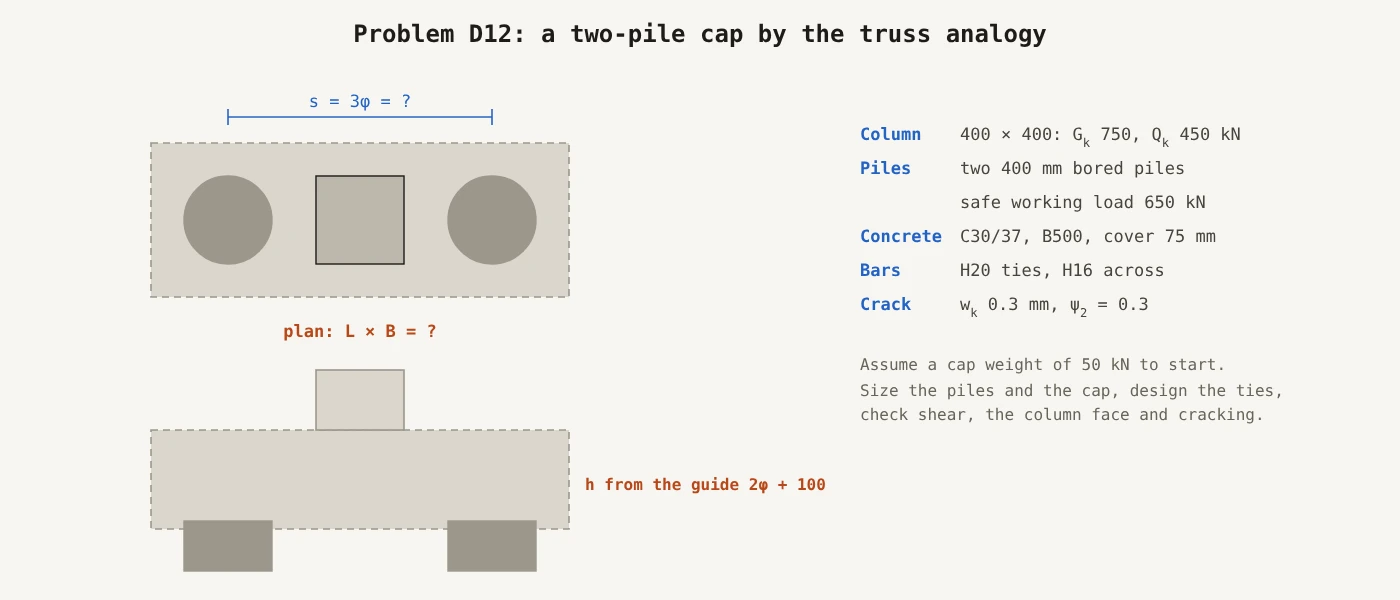 Problem D12: a two-pile cap by the truss analogy
s = 3φ = ?
plan: L × B = ?
h from the guide 2φ + 100
Column 400 × 400: Gk 750, Qk 450 kN
Piles two 400 mm bored piles
safe working load 650 kN
Concrete C30/37, B500, cover 75 mm
Bars H20 ties, H16 across
Crack wk 0.3 mm, ψ2 = 0.3
Assume a cap weight of 50 kN to start.
Size the piles and the cap, design the ties,
check shear, the column face and cracking.